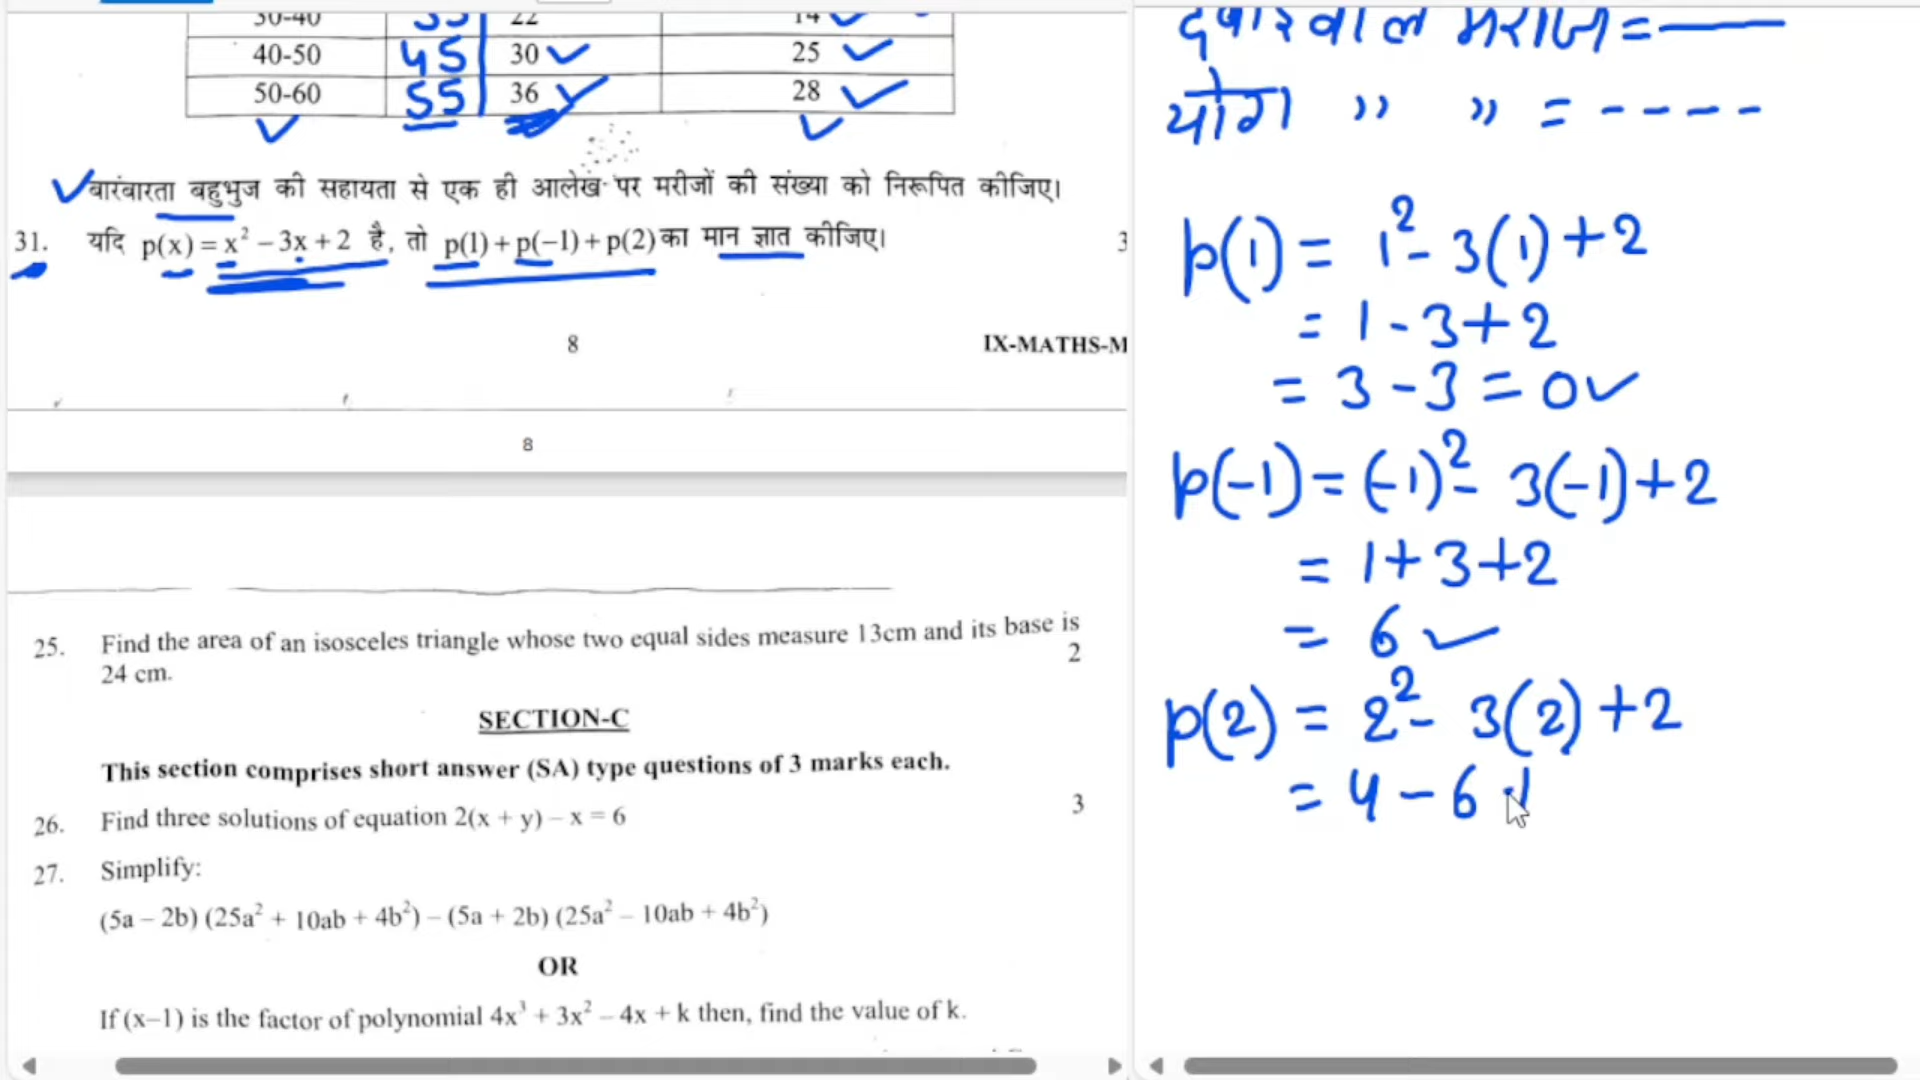 30-40 35 22 14
40-50 45 30 25
50-60 55 36 28
बारंबारता बहुभुज की सहायता से एक ही आलेख पर मरीजों की संख्या को निरूपित कीजिए।
31. यदि p(x) = x² – 3x + 2 है, तो p(1) + p(–1) + p(2) का मान ज्ञात कीजिए। 3
8 IX-MATHS-M
8
25. Find the area of an isosceles triangle whose two equal sides measure 13cm and its base is
24 cm. 2
SECTION-C
This section comprises short answer (SA) type questions of 3 marks each.
26. Find three solutions of equation 2(x + y) – x = 6 3
27. Simplify:
(5a – 2b) (25a² + 10ab + 4b²) – (5a + 2b) (25a² – 10ab + 4b²)
OR
If (x–1) is the factor of polynomial 4x³ + 3x² – 4x + k then, find the value of k.
योग " " = - - - -
p(1) = 1² - 3(1) + 2
= 1 - 3 + 2
= 3 - 3 = 0
p(-1) = (-1)² - 3(-1) + 2
= 1 + 3 + 2
= 6
p(2) = 2² - 3(2) + 2
= 4 - 6